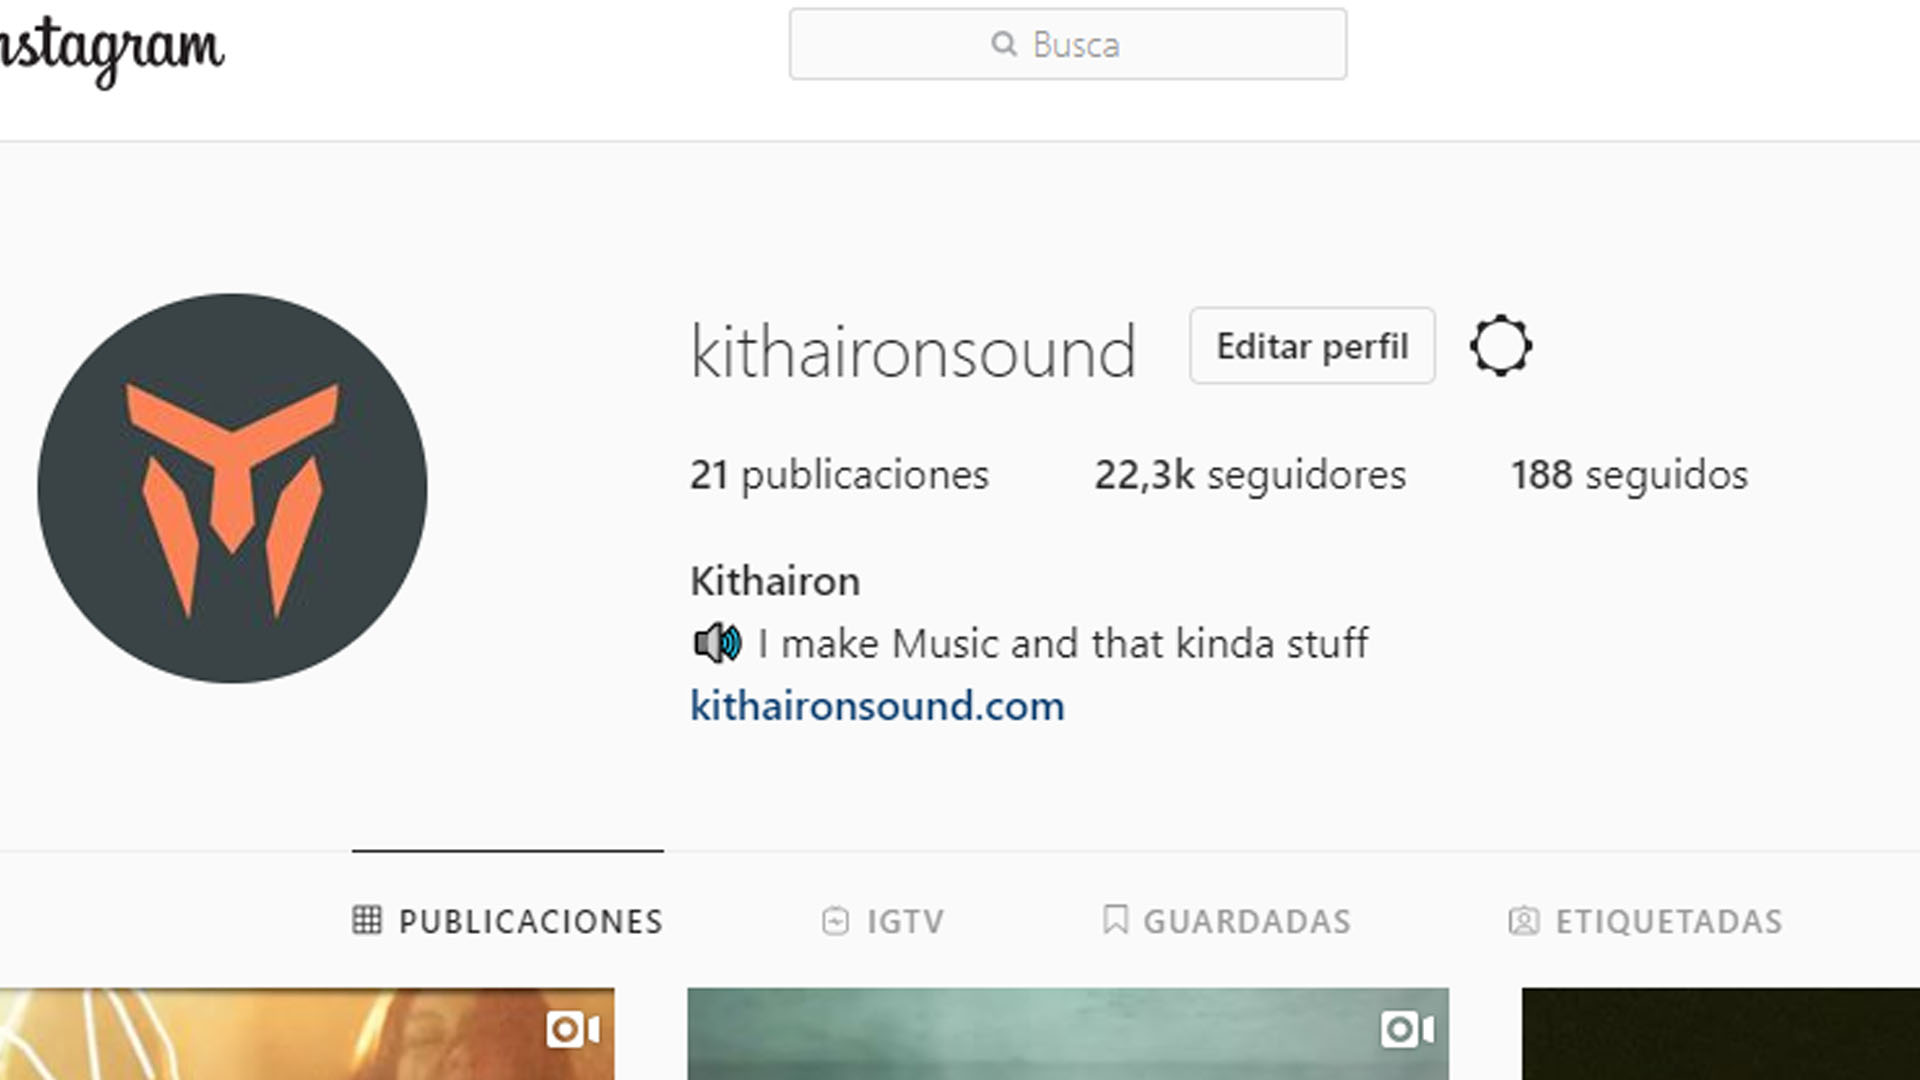 nstagram
Busca
kithaironsound Editar perfil
21 publicaciones 22,3k seguidores 188 seguidos
Kithairon
I make Music and that kinda stuff
kithaironsound.com
PUBLICACIONES IGTV GUARDADAS ETIQUETADAS